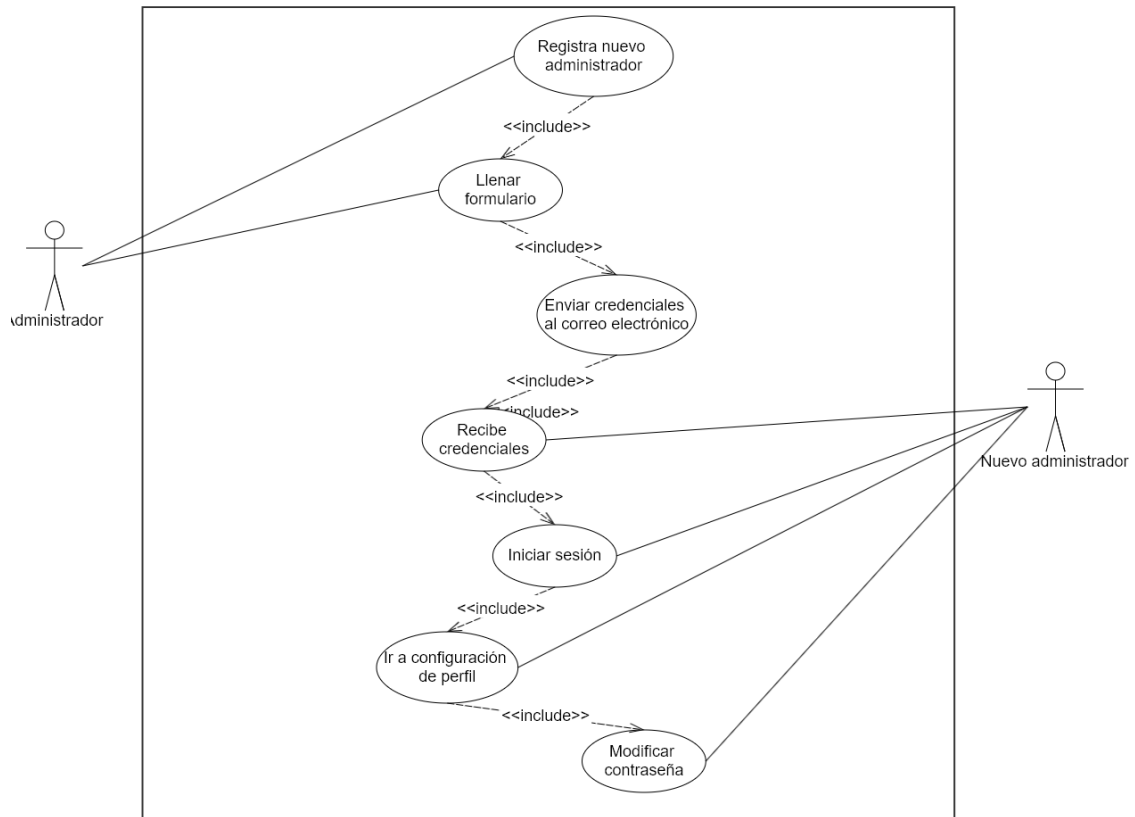 Registra nuevo
administrador
<<include>>
Llenar
formulario
<<include>>
Administrador
Enviar credenciales
al correo electrónico
<<include>>
<<include>>
Recibe
credenciales
Nuevo administrador
<<include>>
Iniciar sesión
<<include>>
Ir a configuración
de perfil
<<include>>
Modificar
contraseña